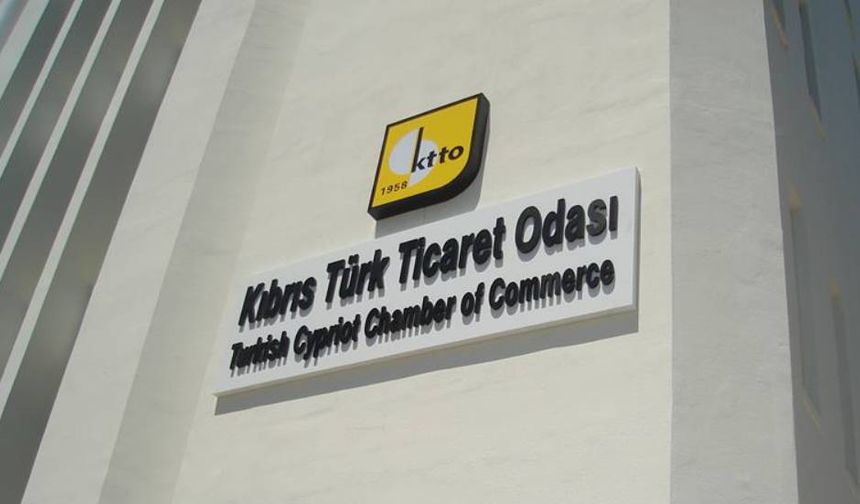 ktto
1958
Kıbrıs Türk Ticaret Odası
Turkish Cypriot Chamber of Commerce